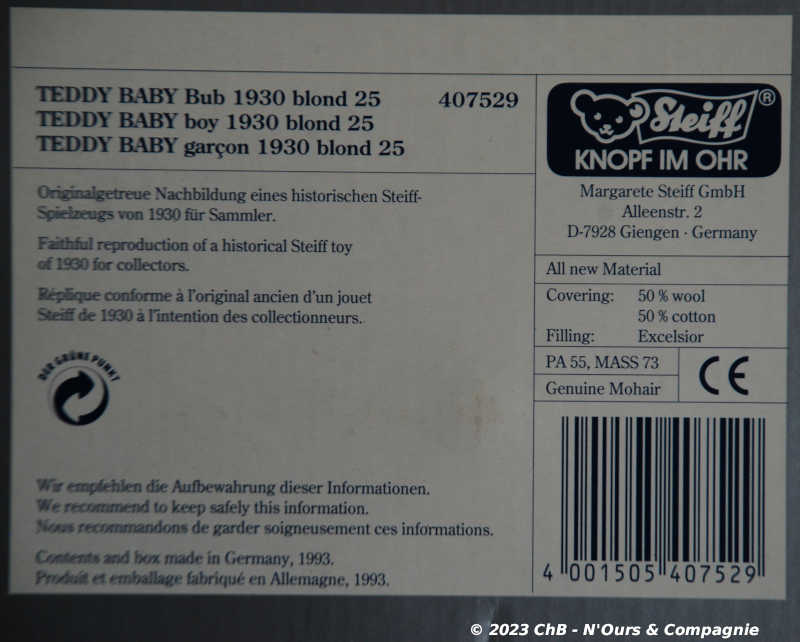 TEDDY BABY Bub 1930 blond 25 407529
TEDDY BABY boy 1930 blond 25
TEDDY BABY garçon 1930 blond 25
Originalgetreue Nachbildung eines historischen Steiff-
Spielzeugs von 1930 für Sammler.
Faithful reproduction of a historical Steiff toy
of 1930 for collectors.
Réplique conforme à l'original ancien d'un jouet
Steiff de 1930 à l'intention des collectionneurs.
DER GRÜNE PUNKT
Wir empfehlen die Aufbewahrung dieser Informationen.
We recommend to keep safely this information.
Nous recommandons de garder soigneusement ces informations.
Contents and box made in Germany, 1993.
Produit et emballage fabriqué en Allemagne, 1993.
Steiff ®
KNOPF IM OHR
Margarete Steiff GmbH
Alleenstr. 2
D-7928 Giengen · Germany
All new Material
Covering: 50 % wool
50 % cotton
Filling: Excelsior
PA 55, MASS 73
Genuine Mohair
CE
4 001505 407529
© 2023 ChB - N'Ours & Compagnie